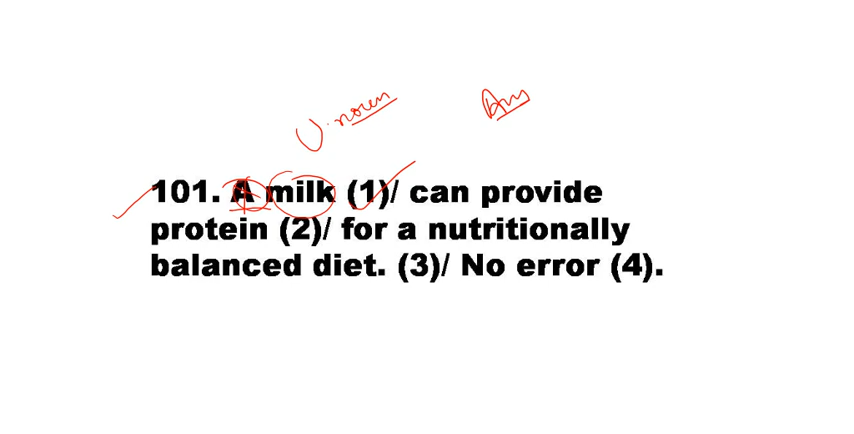 U. noun Ans
101. A milk (1)/ can provide
protein (2)/ for a nutritionally
balanced diet. (3)/ No error (4).